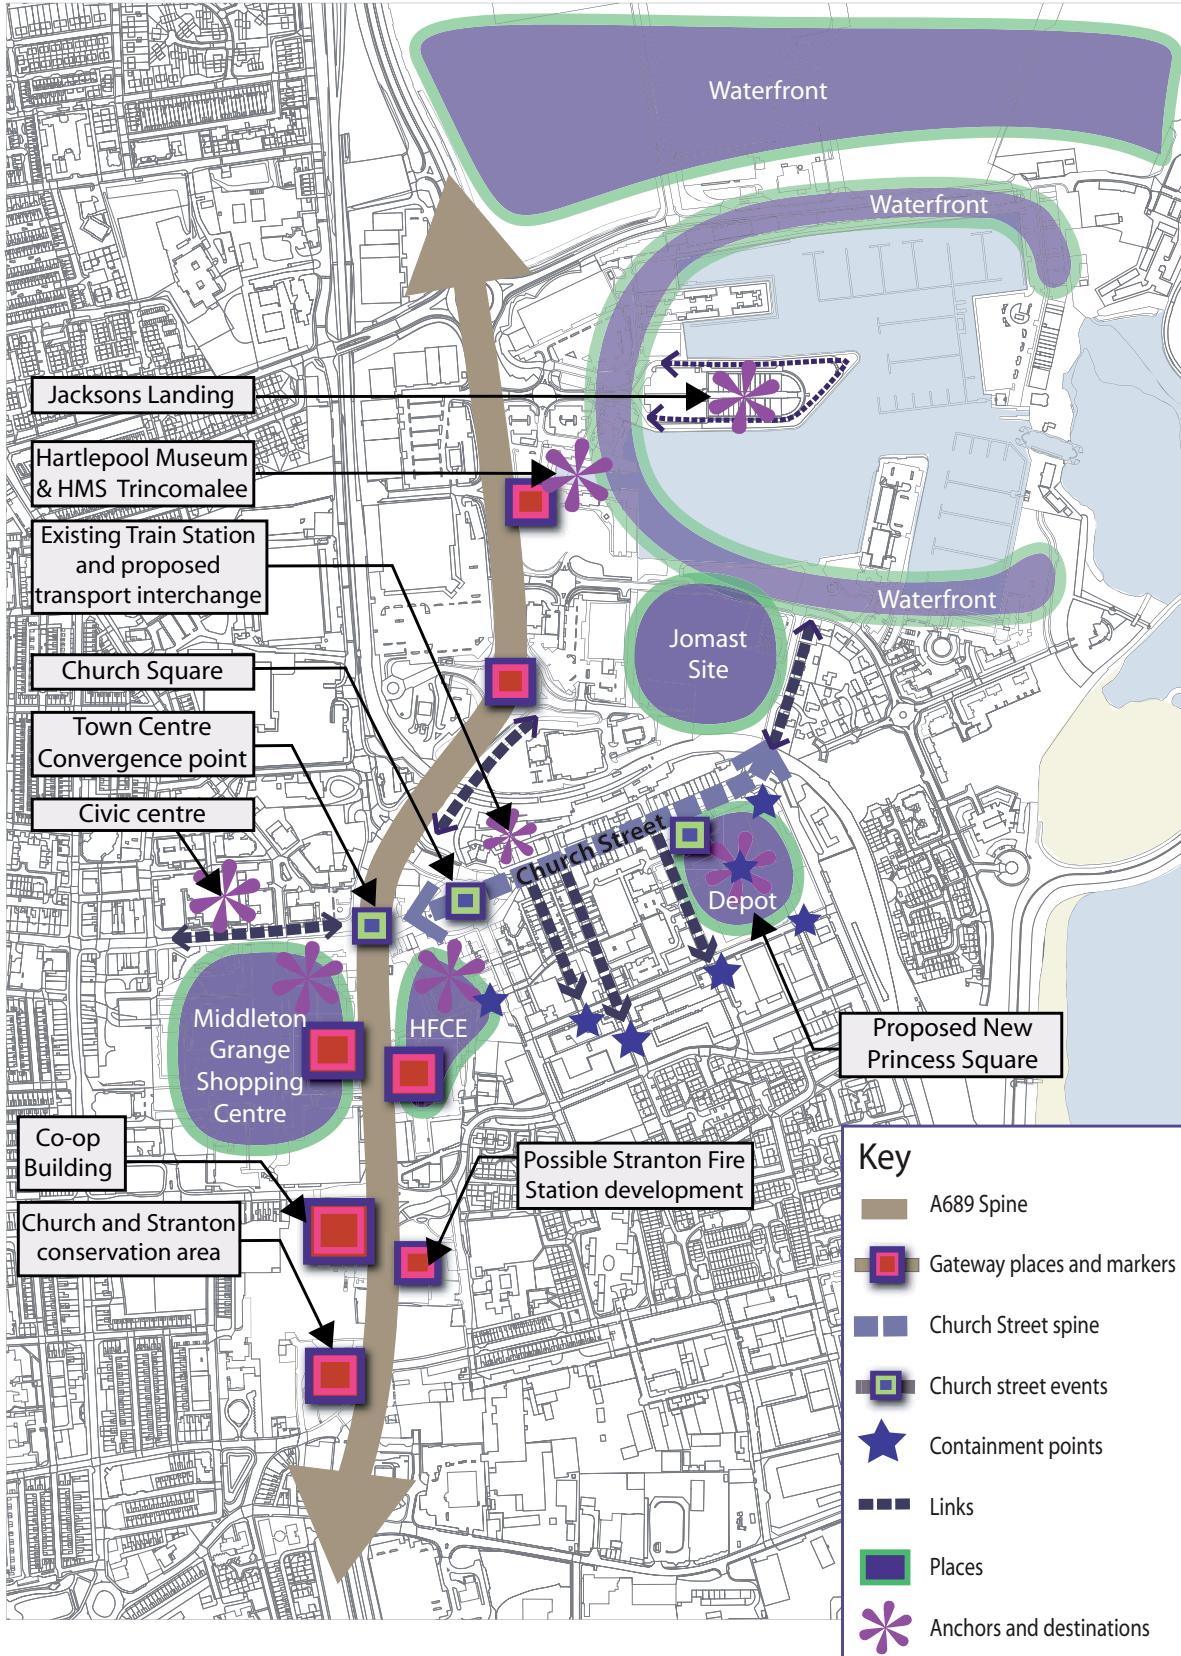 Waterfront
Waterfront
Jacksons Landing
Hartlepool Museum
& HMS Trincomalee
Existing Train Station
and proposed
transport interchange
Waterfront
Jomast
Site
Church Square
Town Centre
Convergence point
Civic centre
Church Street
Depot
Middleton
Grange
Shopping
Centre
HFCE
Proposed New
Princess Square
Co-op
Building
Possible Stranton Fire
Station development
Church and Stranton
conservation area
Key
A689 Spine
Gateway places and markers
Church Street spine
Church street events
Containment points
Links
Places
Anchors and destinations